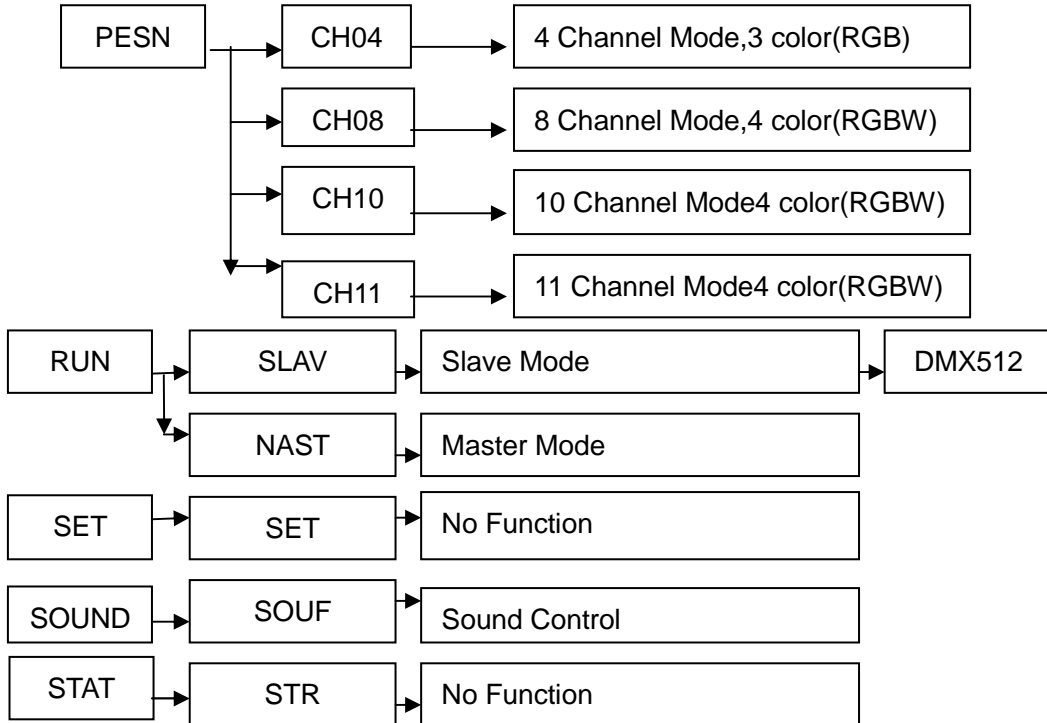 PESN CH04 4 Channel Mode,3 color(RGB)
CH08 8 Channel Mode,4 color(RGBW)
CH10 10 Channel Mode4 color(RGBW)
CH11 11 Channel Mode4 color(RGBW)
RUN SLAV Slave Mode DMX512
NAST Master Mode
SET SET No Function
SOUND SOUF Sound Control
STAT STR No Function